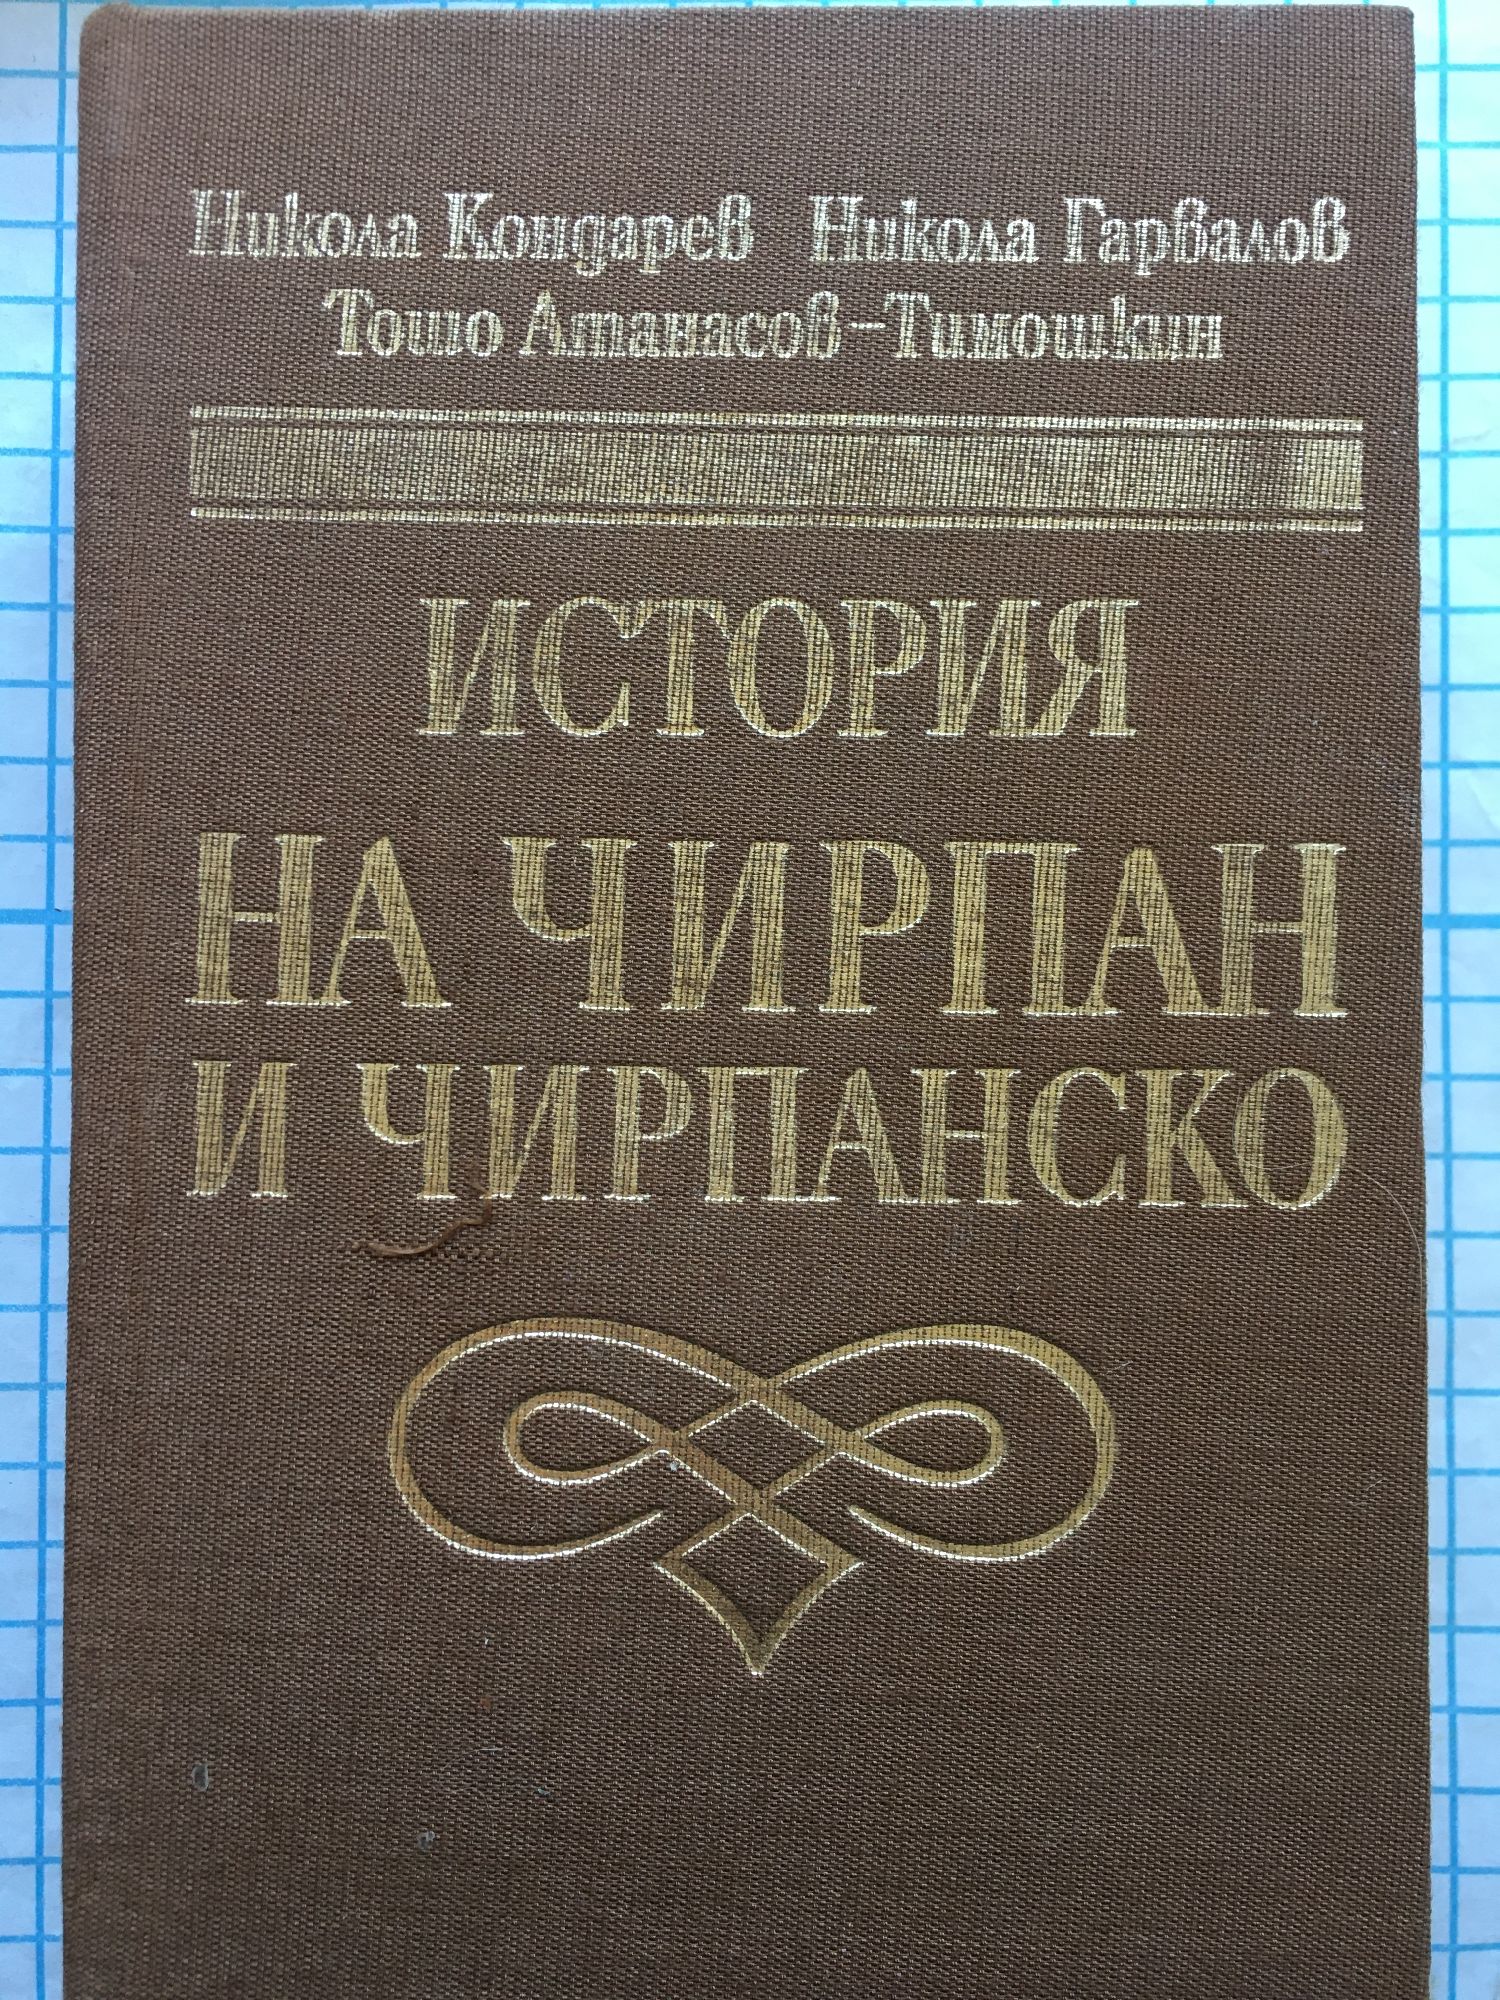 Никола Кондарев Никола Гарвалов
Тошо Атанасов-Тимошкин
ИСТОРИЯ
НА ЧИРПАН
И ЧИРПАНСКО